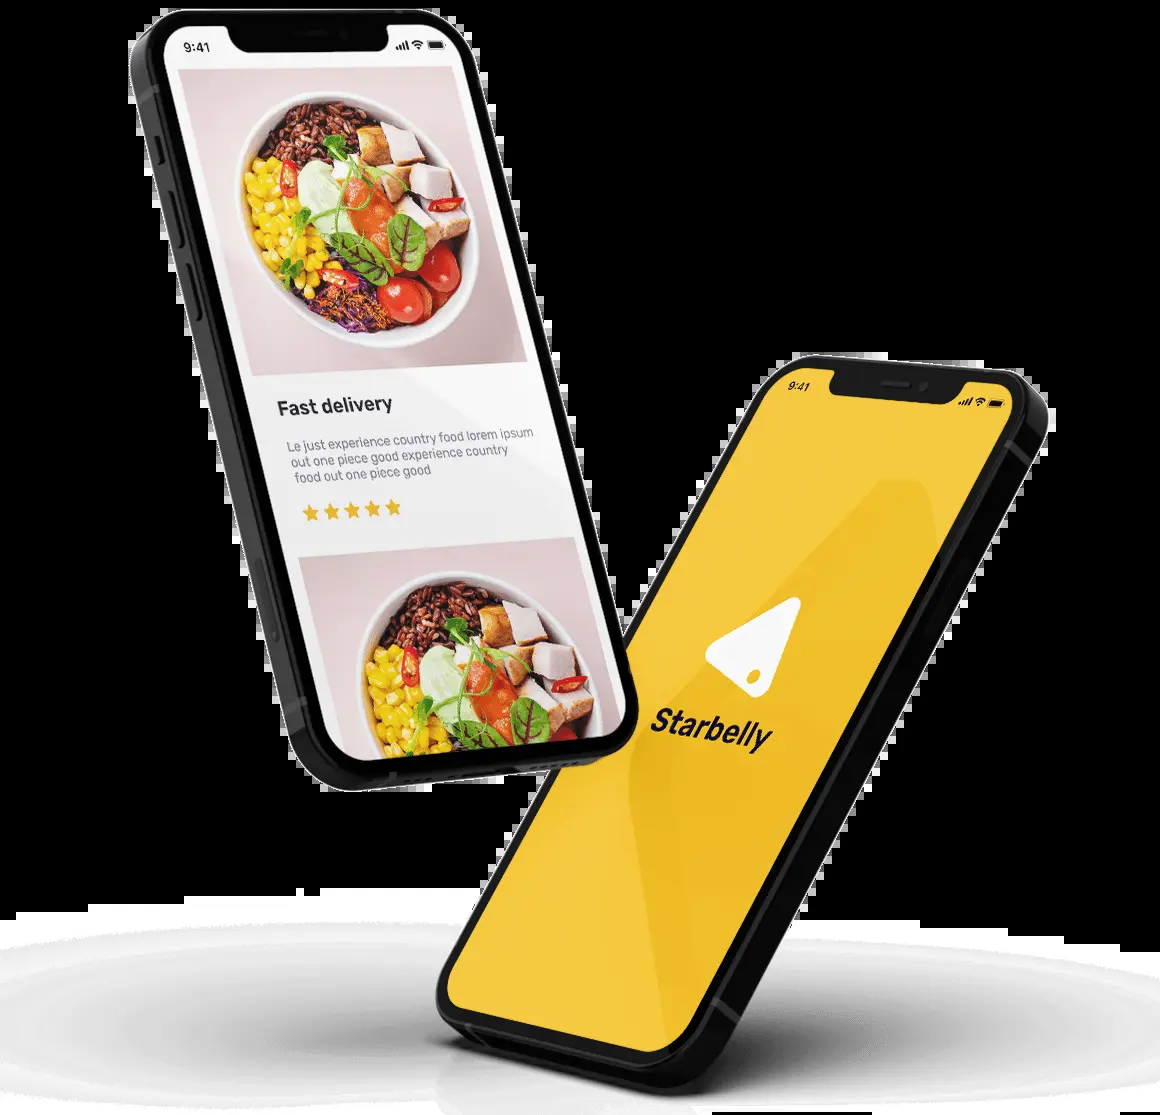 9:41
Fast delivery
Le just experience country food lorem ipsum
out one piece good experience country
food out one piece good
9:41
Starbelly